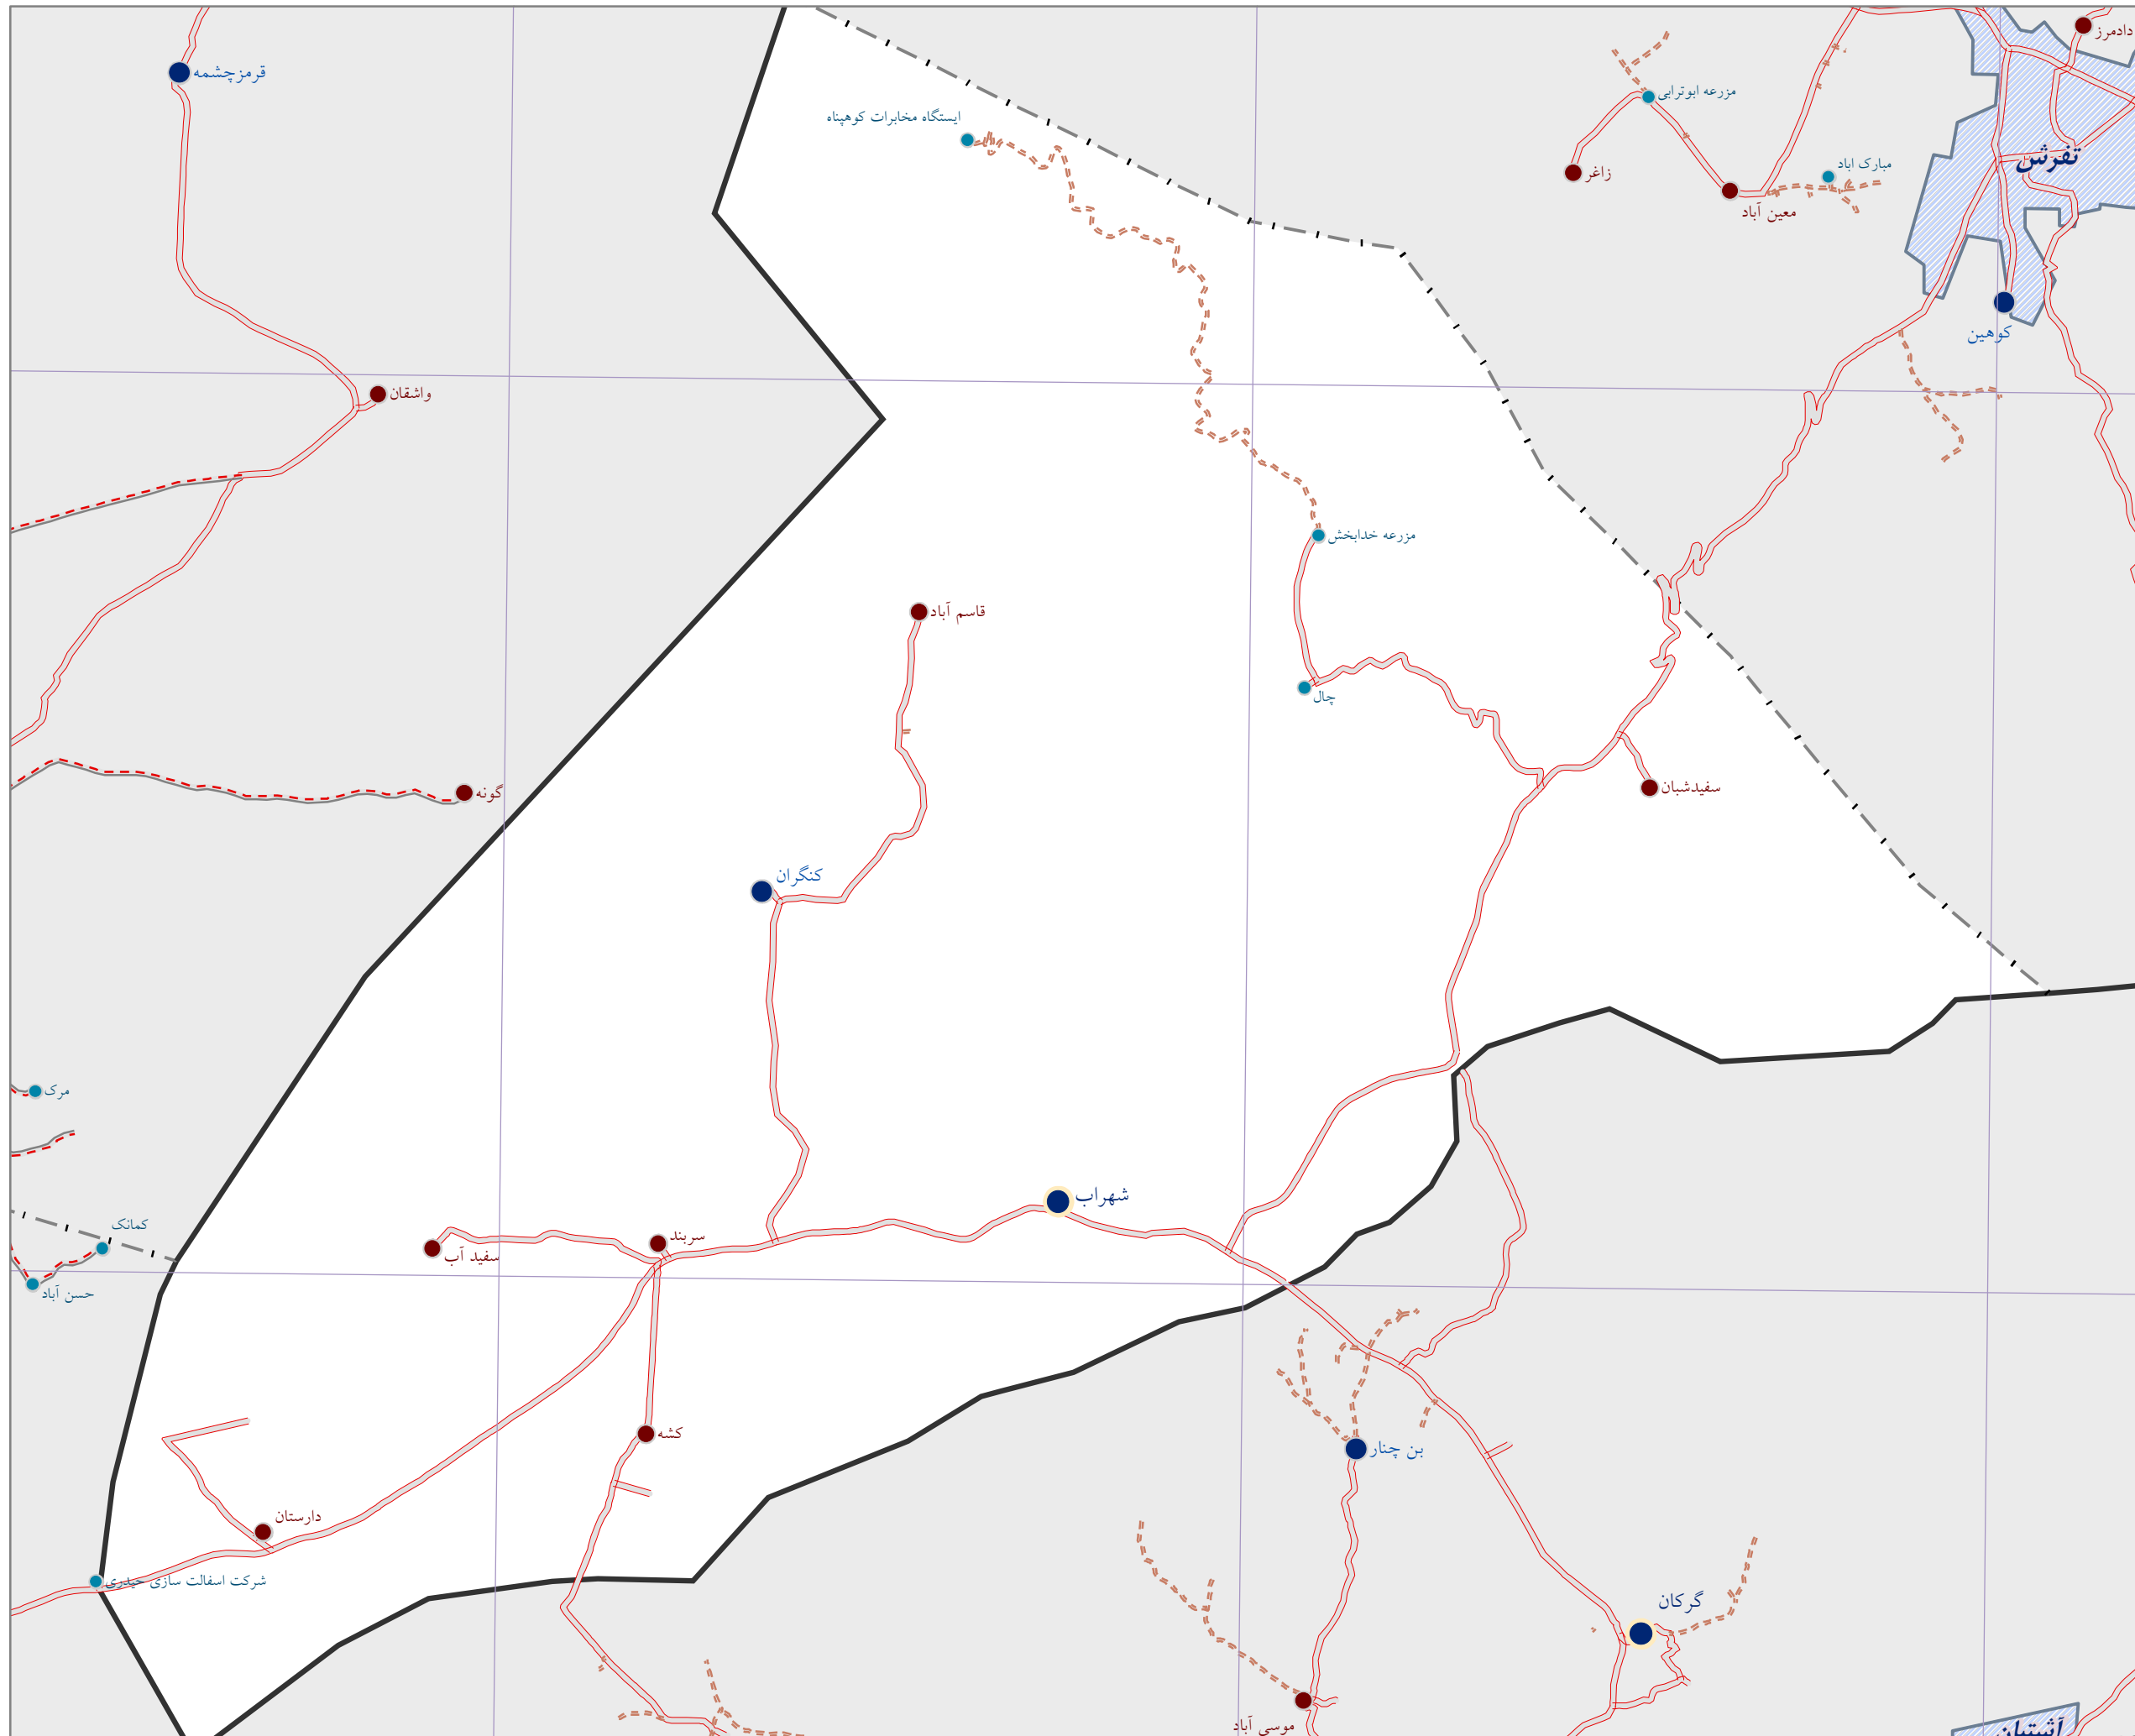 دادمرز
قرمزچشمه
مزرعه ابوترابی
ایستگاه مخابرات کوهپناه
تفرش
مبارک اباد
زاغر
معین آباد
کوهین
واشقان
مزرعه خدابخش
قاسم آباد
چال
سفیدشبان
گونه
کنگران
مرک
شهراب
کمانک
سربند
سفید آب
حسن آباد
کشه
بن چنار
دارستان
شرکت اسفالت سازی حیدری
گرکان
موسی آباد
آشتیان